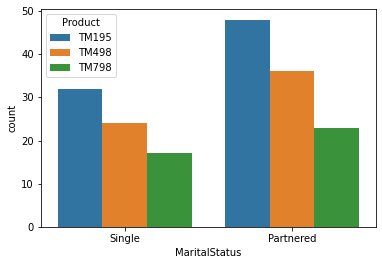 Product
TM195
TM498
TM798
50
40
30
20
10
0
count
Single
Partnered
MaritalStatus